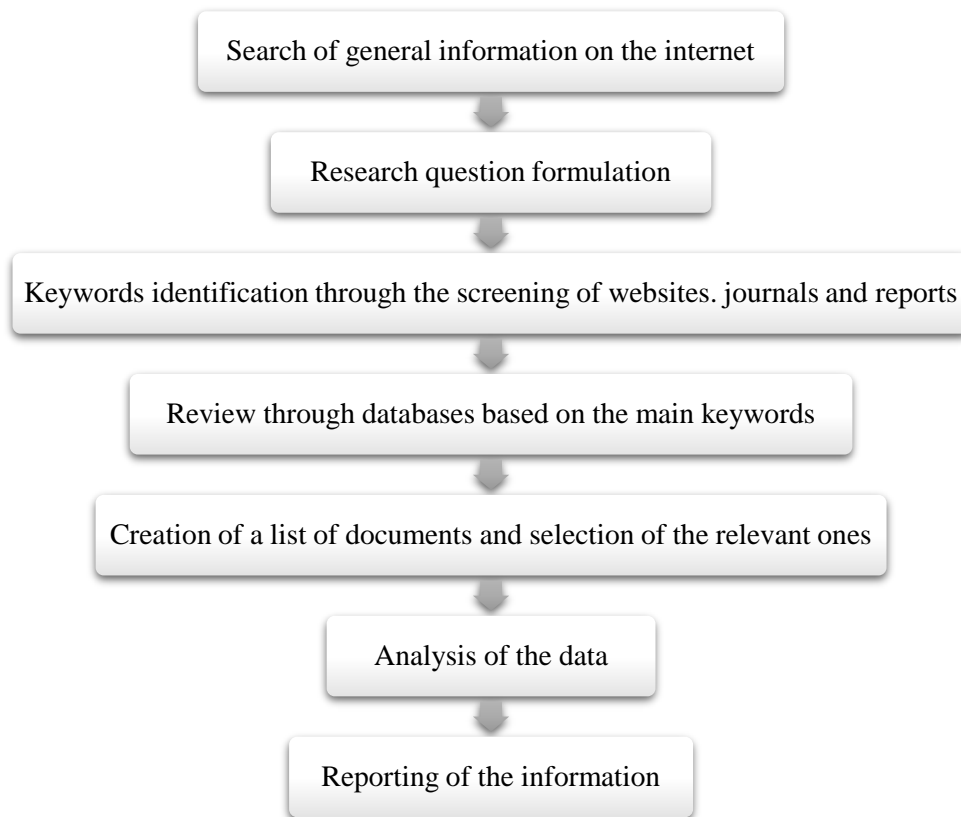 Search of general information on the internet
Research question formulation
Keywords identification through the screening of websites. journals and reports
Review through databases based on the main keywords
Creation of a list of documents and selection of the relevant ones
Analysis of the data
Reporting of the information